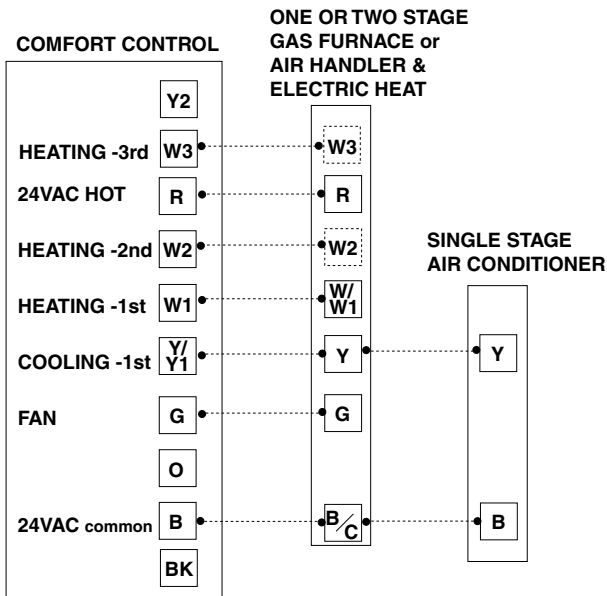 ONE OR TWO STAGE
GAS FURNACE or
AIR HANDLER &
ELECTRIC HEAT
COMFORT CONTROL
Y2
HEATING -3rd W3 W3
24VAC HOT R R
HEATING -2nd W2 W2
SINGLE STAGE
AIR CONDITIONER
HEATING -1st W1 W/
W1
COOLING -1st Y/
Y1 Y Y
FAN G G
O
24VAC common B B/C B
BK